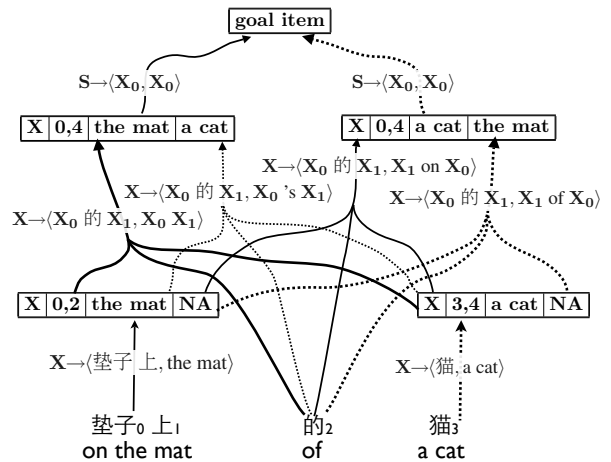 goal item
S→⟨X₀, X₀⟩ S→⟨X₀, X₀⟩
X 0,4 the mat a cat X 0,4 a cat the mat
X→⟨X₀ 的 X₁, X₁ on X₀⟩
X→⟨X₀ 的 X₁, X₀ 's X₁⟩ X→⟨X₀ 的 X₁, X₁ of X₀⟩
X→⟨X₀ 的 X₁, X₀ X₁⟩
X 0,2 the mat NA X 3,4 a cat NA
X→⟨垫子 上, the mat⟩ X→⟨猫, a cat⟩
垫子₀ 上₁ 的₂ 猫₃
on the mat of a cat